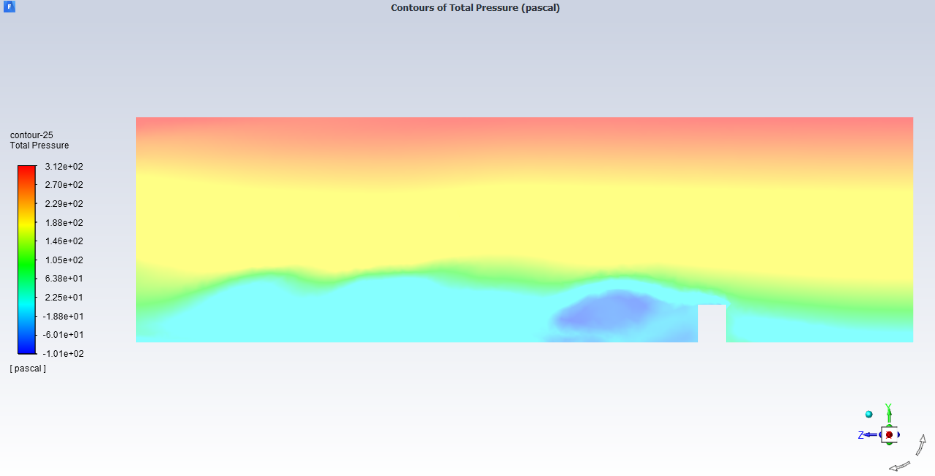 Contours of Total Pressure (pascal)
contour-25
Total Pressure
3.12e+02
2.70e+02
2.29e+02
1.88e+02
1.46e+02
1.05e+02
6.38e+01
2.25e+01
-1.88e+01
-6.01e+01
-1.01e+02
[ pascal ]
Y
Z